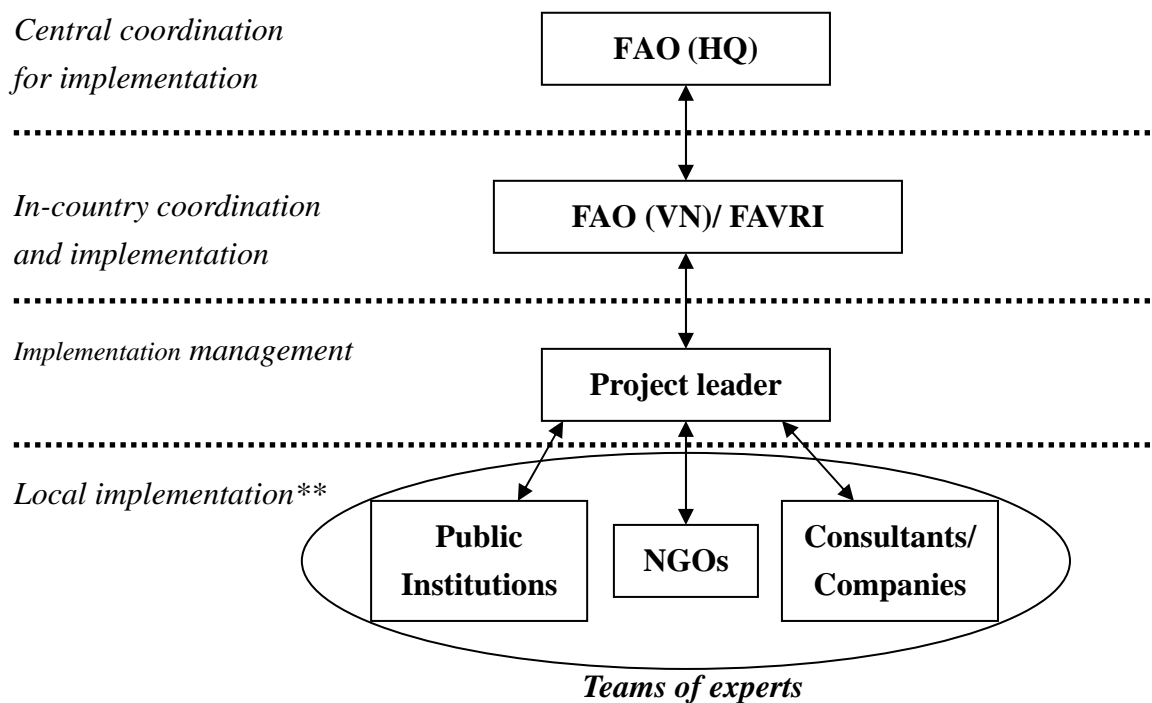 Central coordination
for implementation
FAO (HQ)
In-country coordination
and implementation
FAO (VN)/ FAVRI
Implementation management
Project leader
Local implementation**
Public
Institutions
NGOs
Consultants/
Companies
Teams of experts